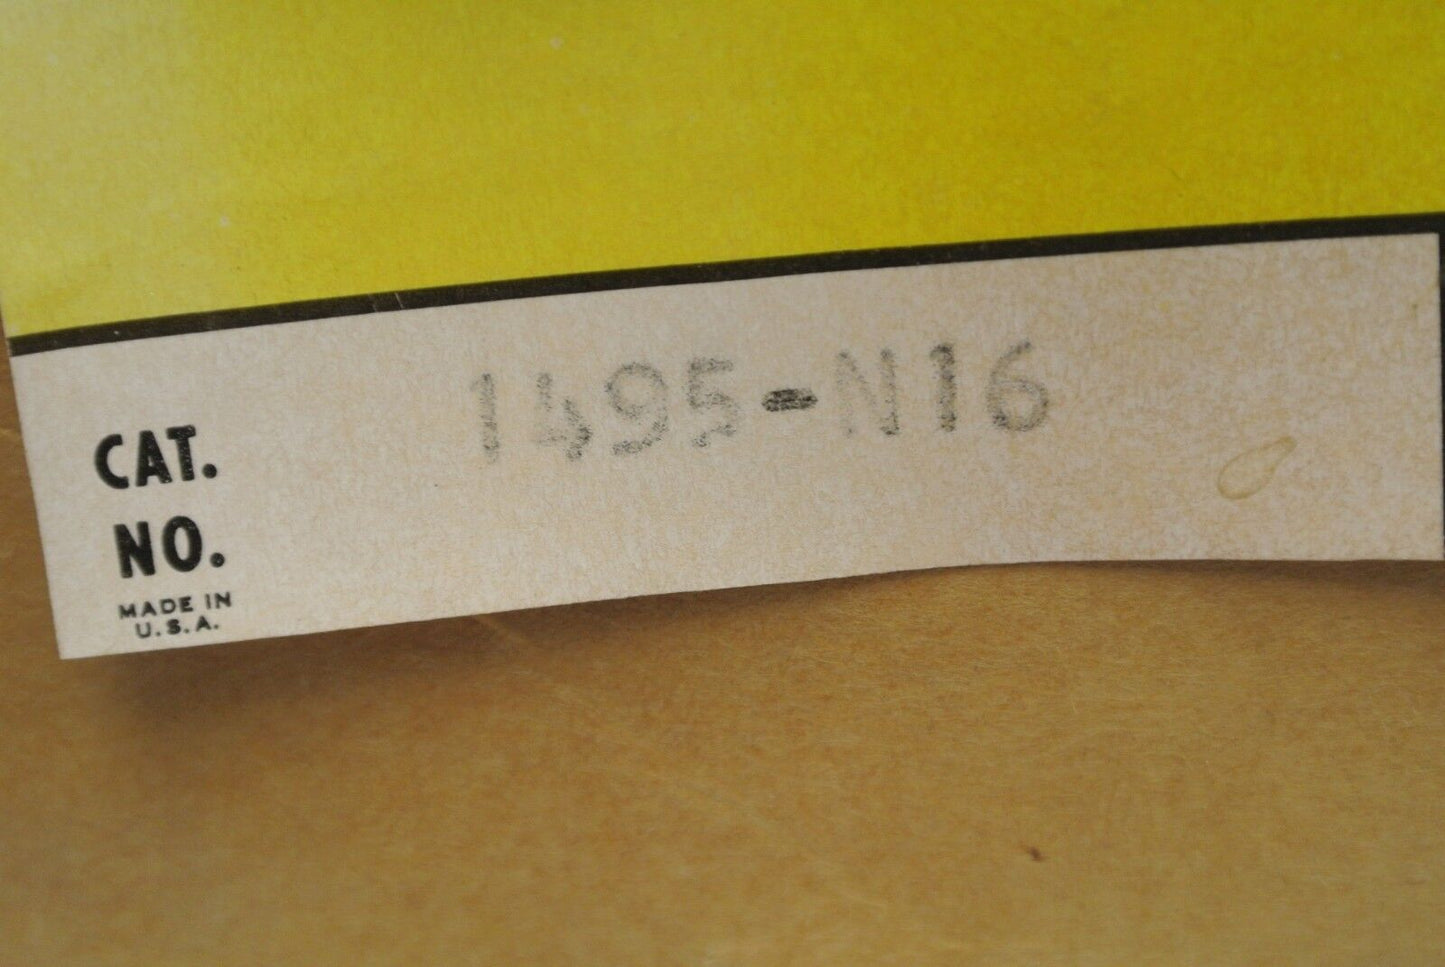 1495-N16
CAT.
NO.
MADE IN
U.S.A.